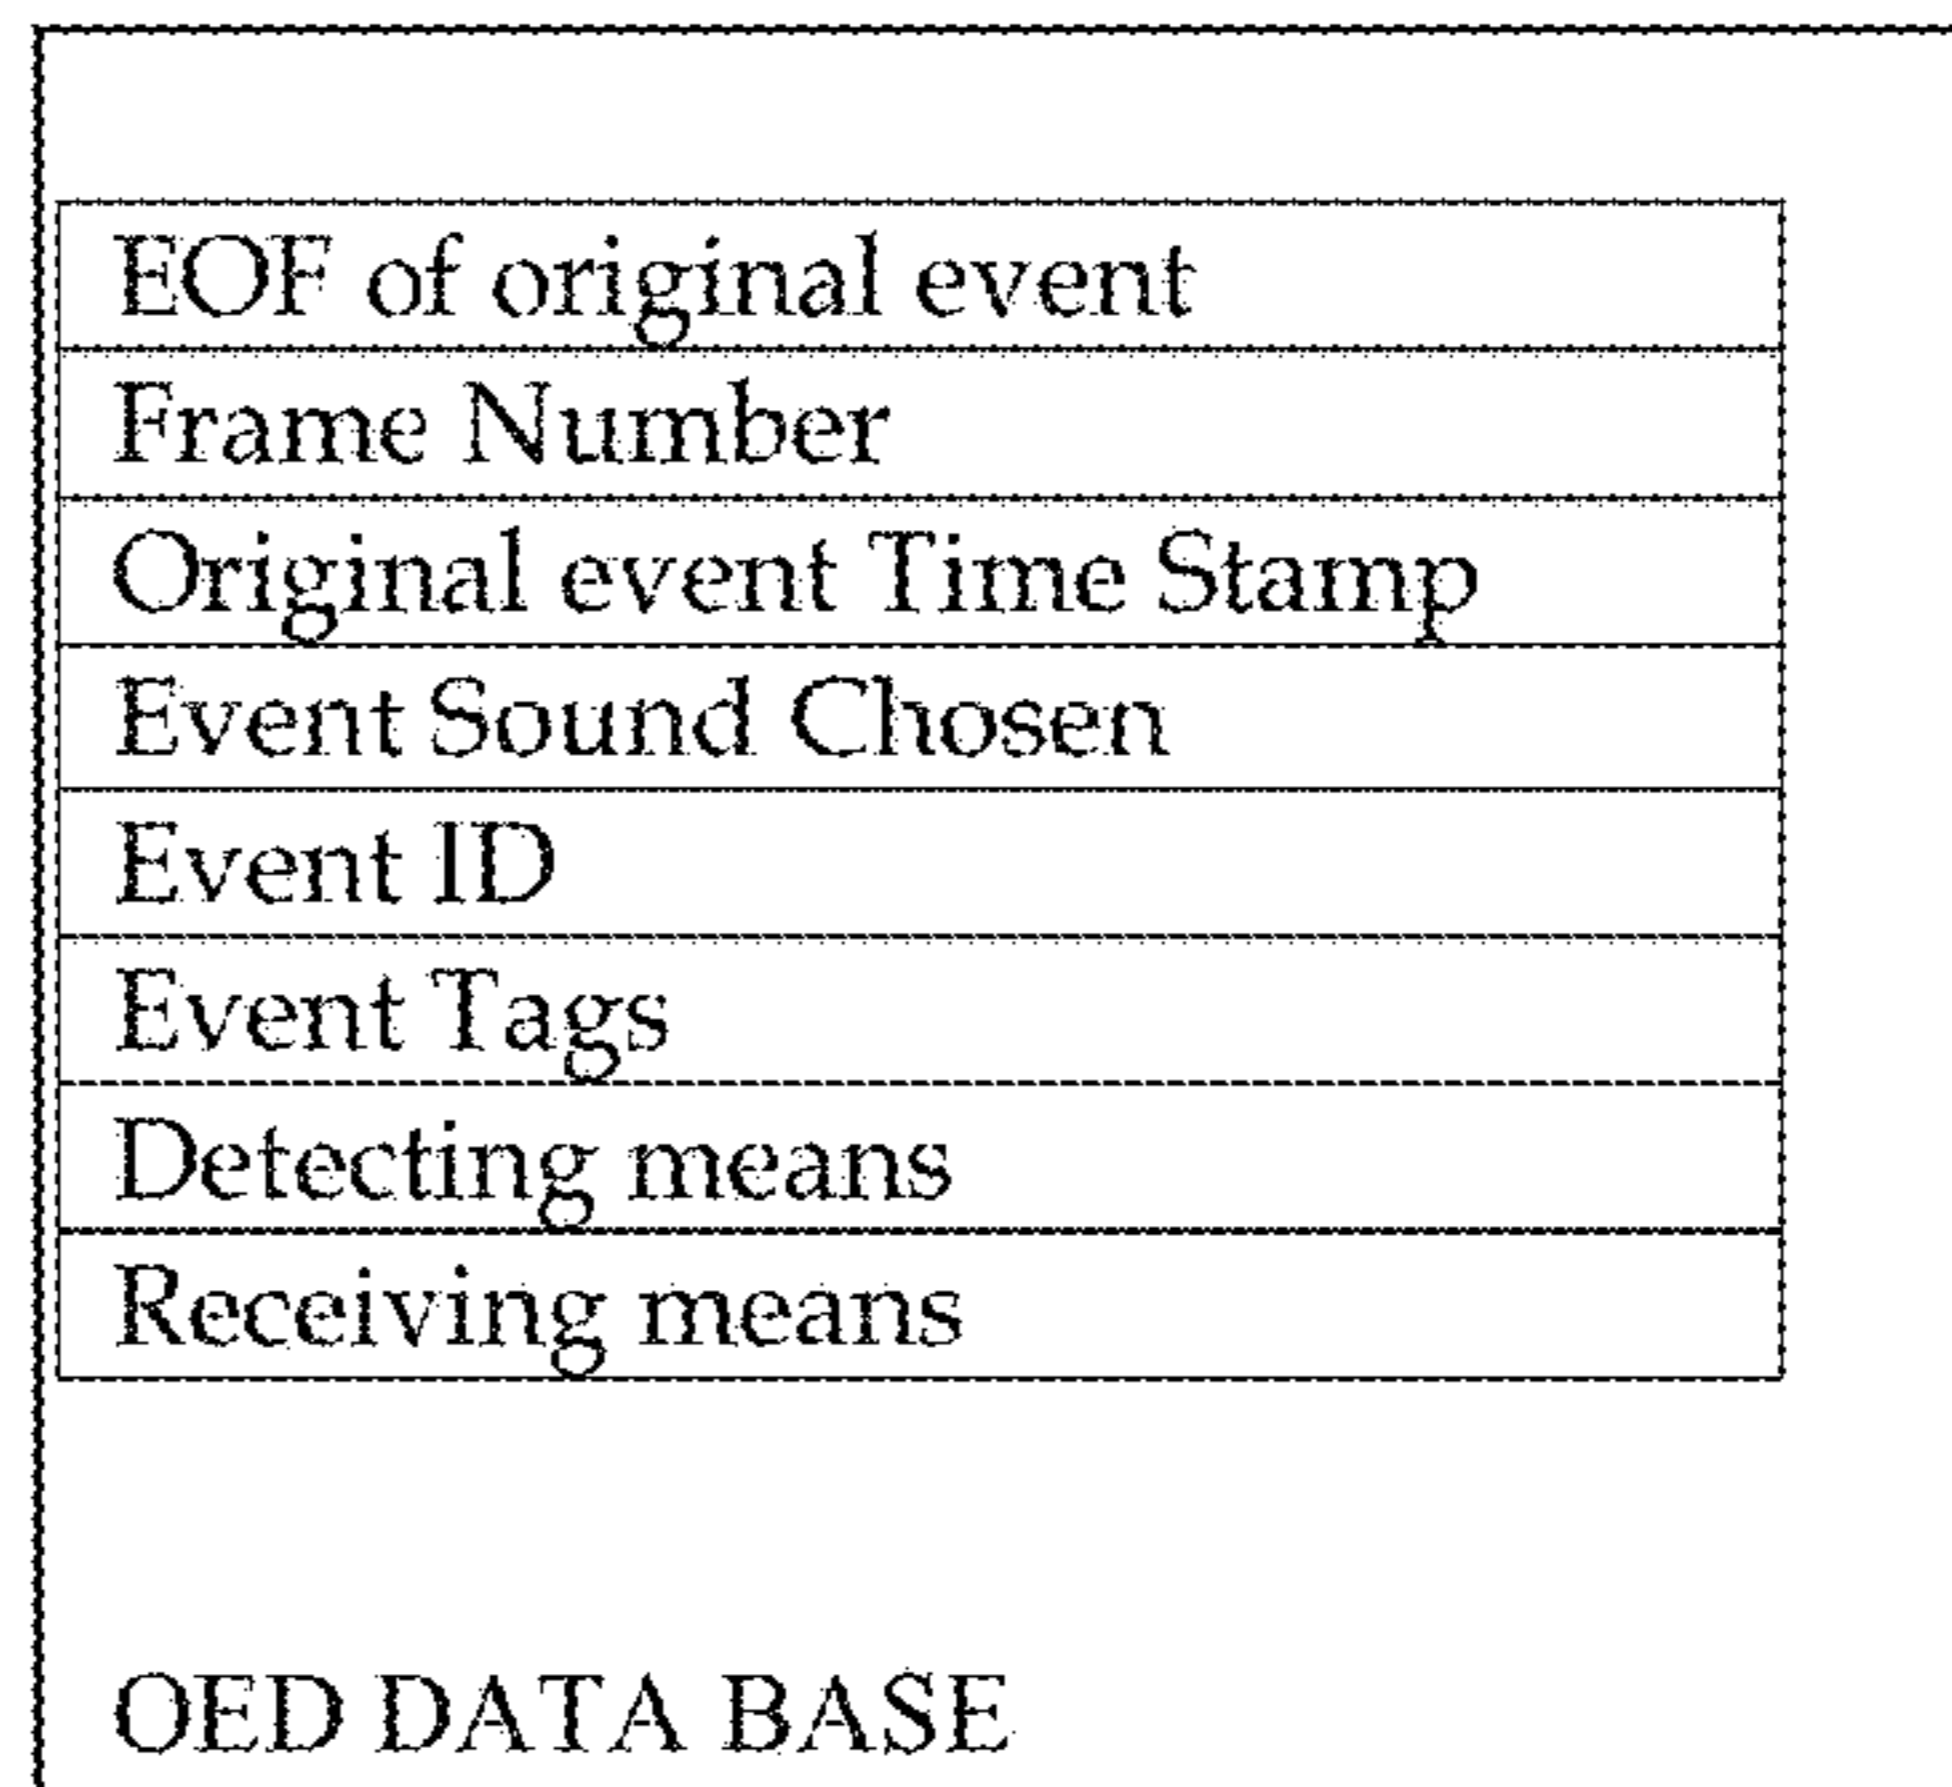 EOF of original event
Frame Number
Original event Time Stamp
Event Sound Chosen
Event ID
Event Tags
Detecting means
Receiving means
OED DATA BASE